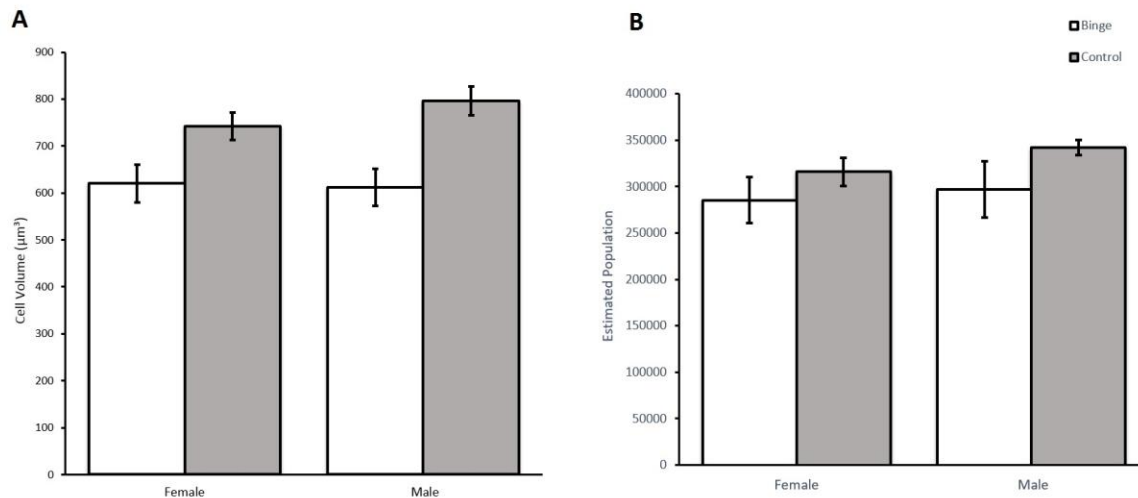 A
900
800
700
600
500
400
300
200
100
0
Cell Volume (µm³)
Female
Male
B
Binge
Control
400000
350000
300000
250000
200000
150000
100000
50000
0
Estimated Population
Female
Male